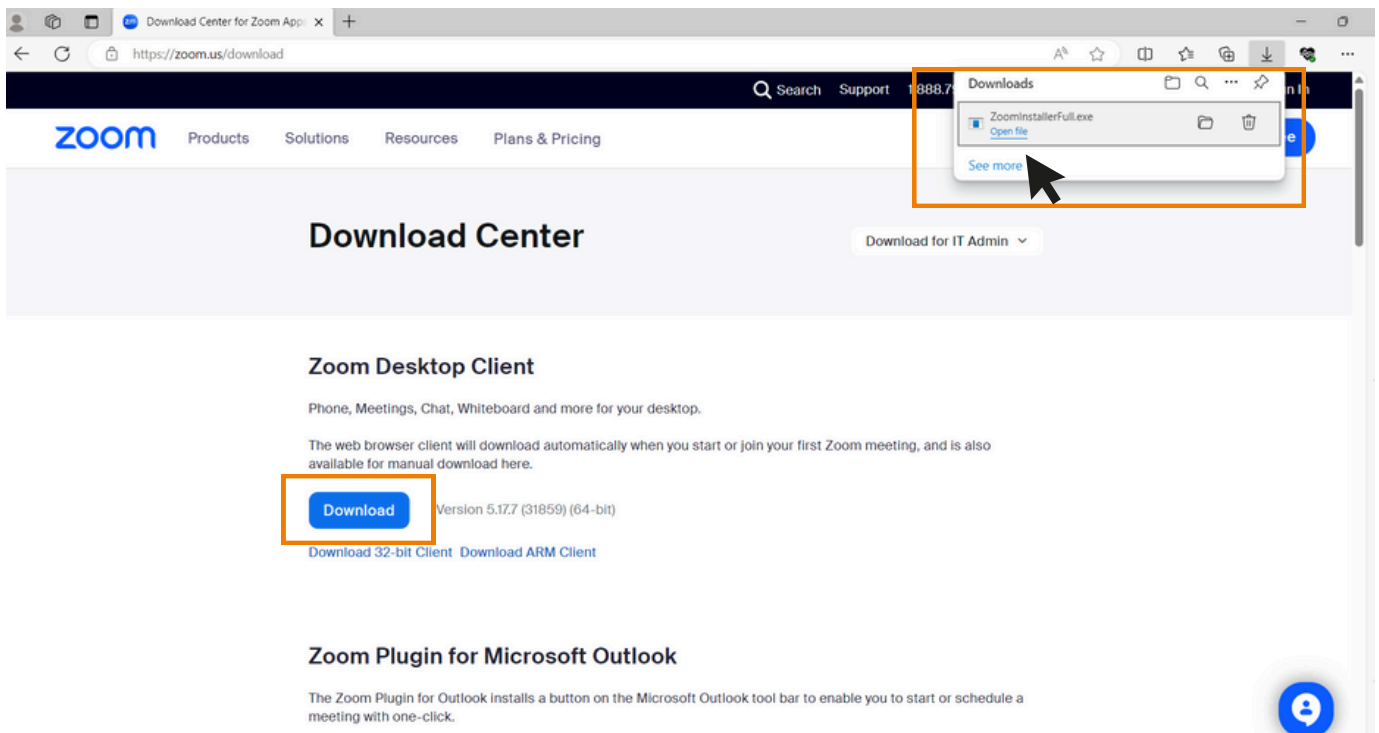 Download Center for Zoom App
https://zoom.us/download
Search Support 1.888.79
n In
Downloads
ZoomInstallerFull.exe
Open file
See more
zoom Products Solutions Resources Plans & Pricing
e
Download Center
Download for IT Admin
Zoom Desktop Client
Phone, Meetings, Chat, Whiteboard and more for your desktop.
The web browser client will download automatically when you start or join your first Zoom meeting, and is also
available for manual download here.
Download Version 5.17.7 (31859) (64-bit)
Download 32-bit Client Download ARM Client
Zoom Plugin for Microsoft Outlook
The Zoom Plugin for Outlook installs a button on the Microsoft Outlook tool bar to enable you to start or schedule a
meeting with one-click.